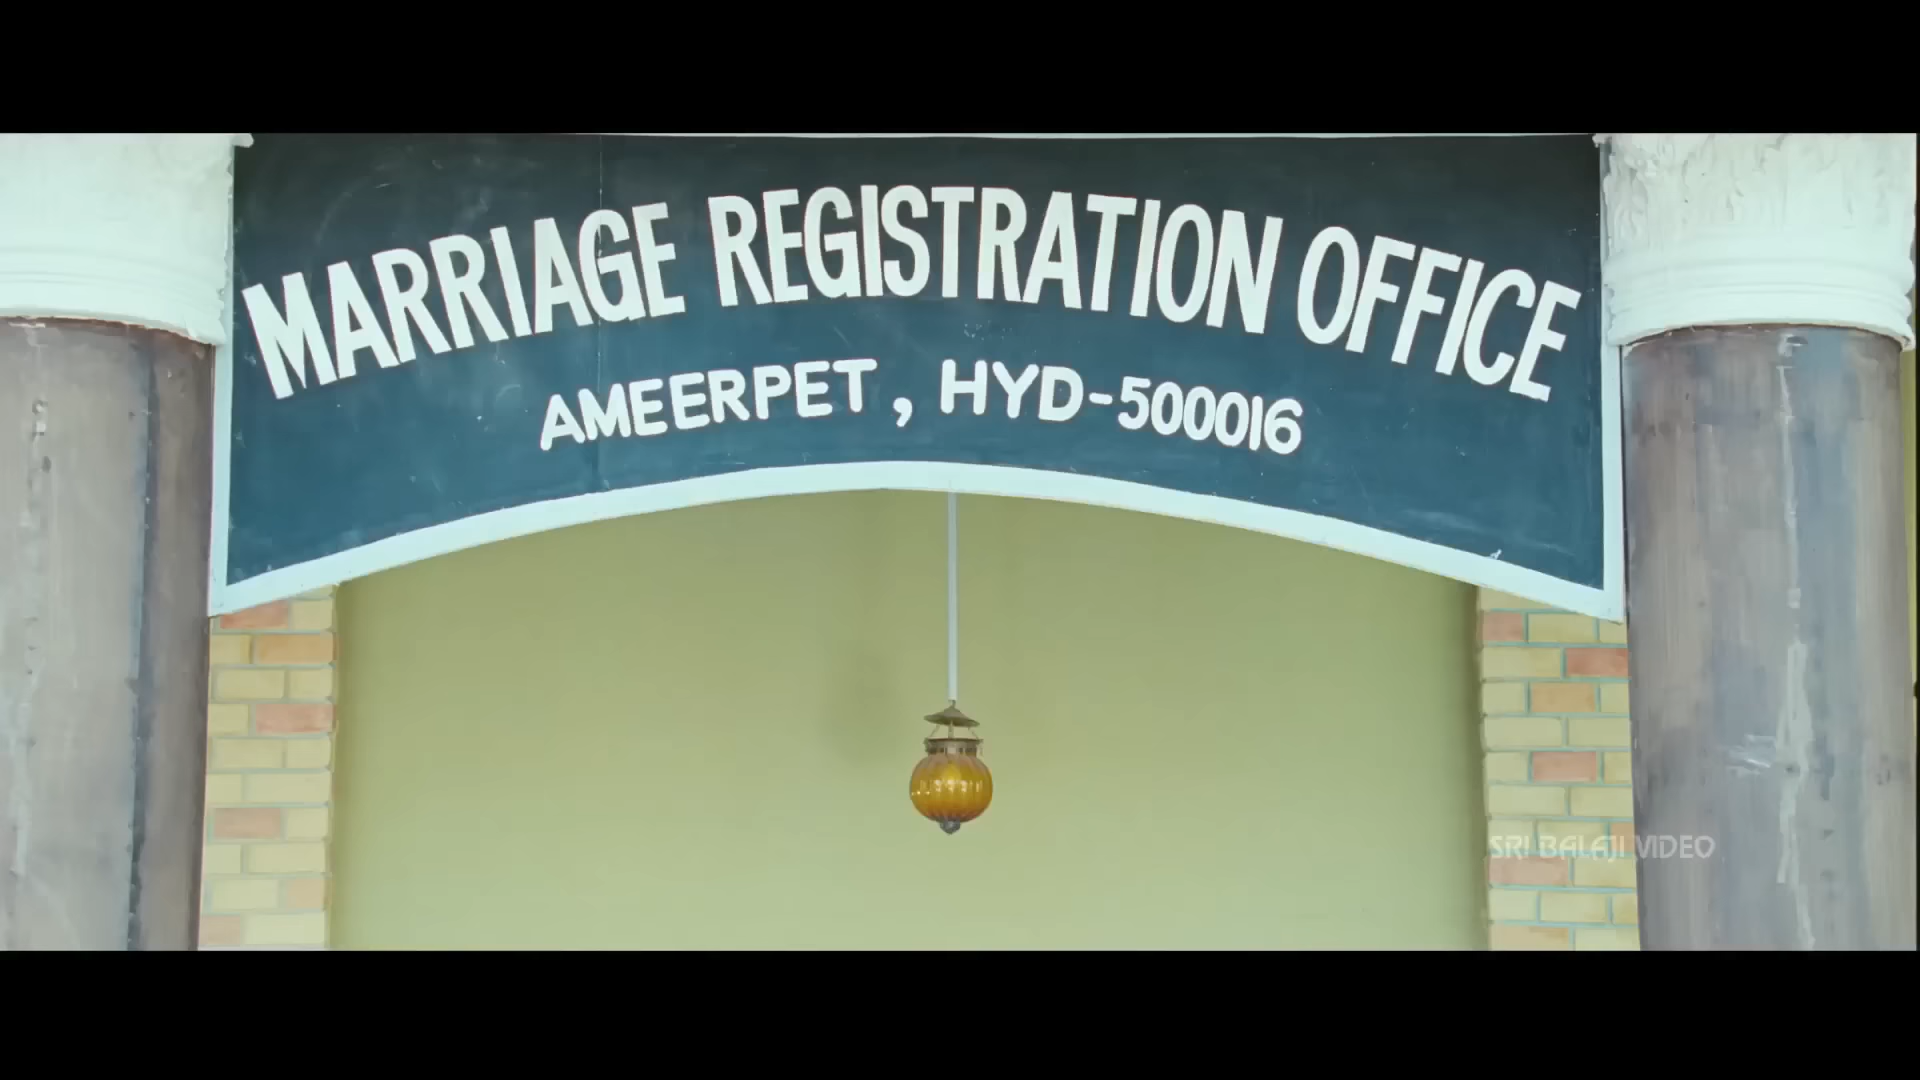 MARRIAGE REGISTRATION OFFICE
AMEERPET, HYD-500016
SRI BALAJI VIDEO